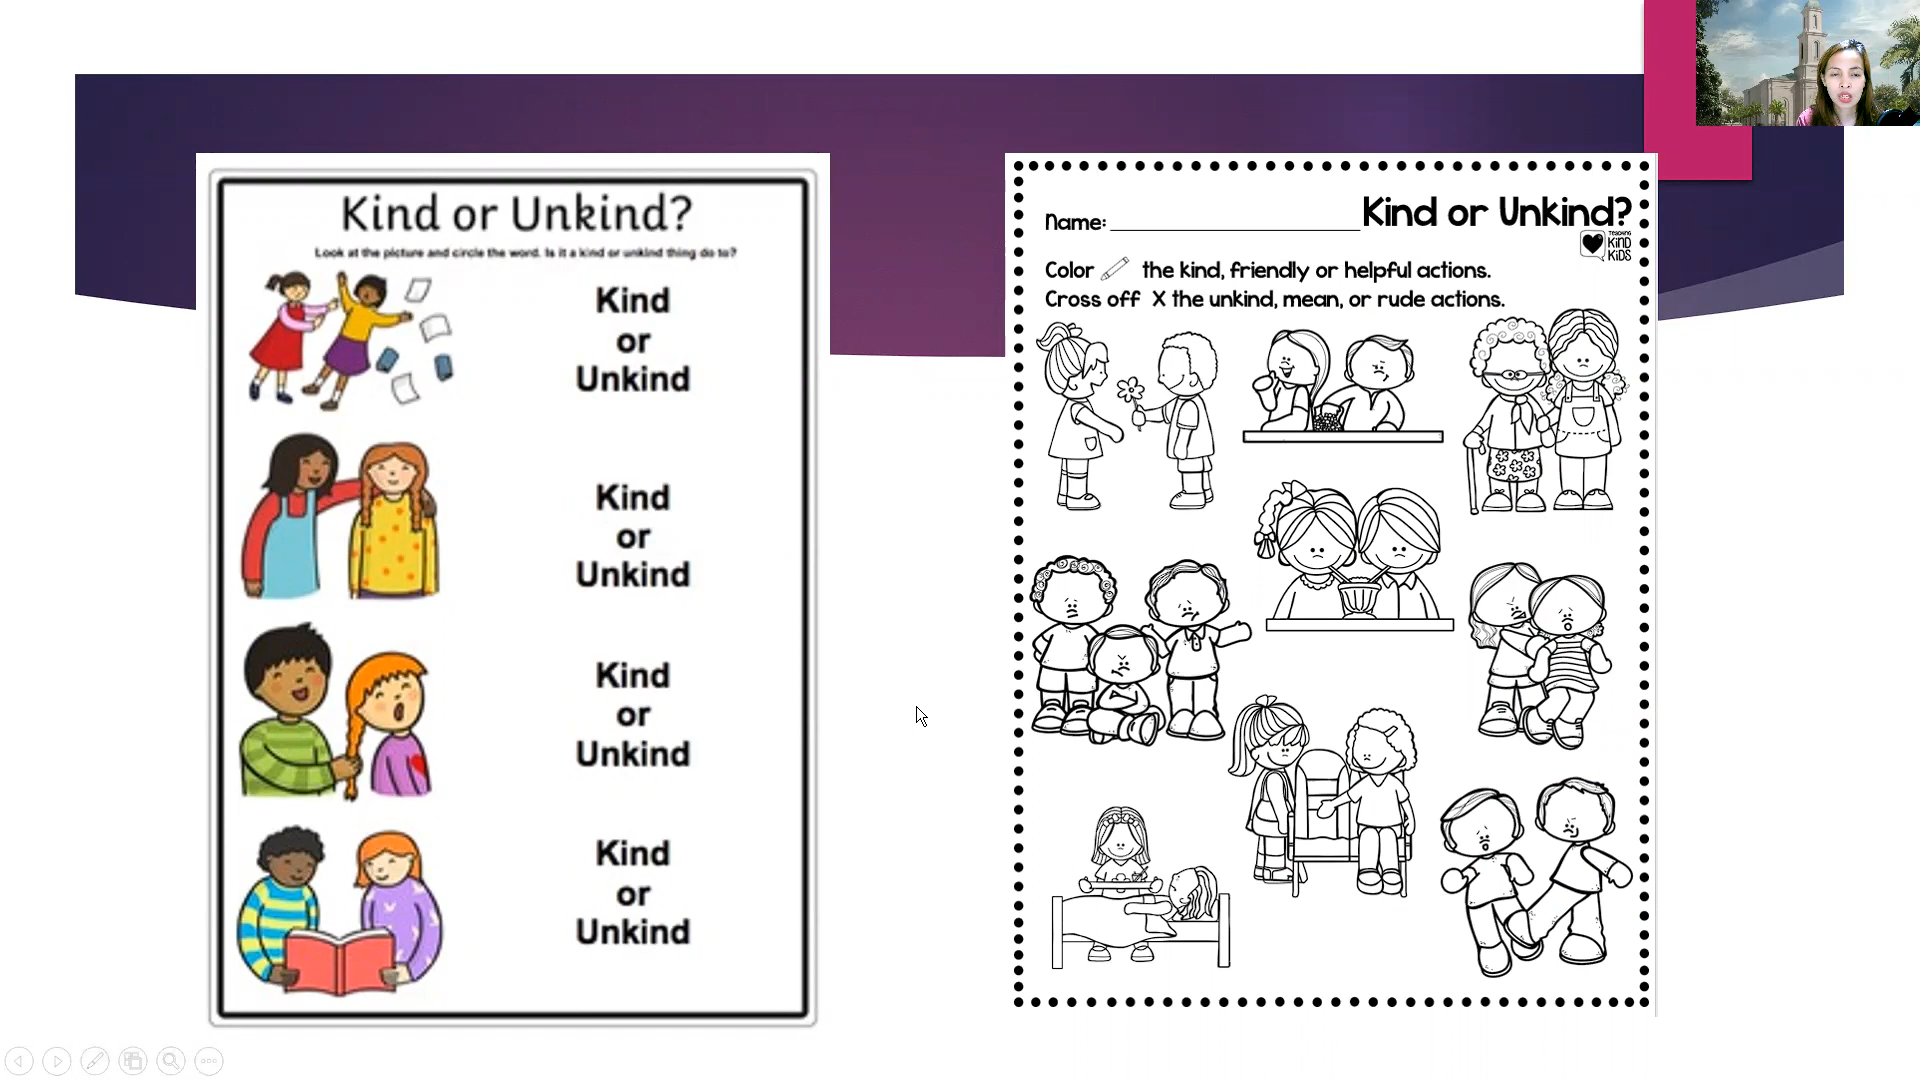 Kind or Unkind?
Look at the picture and circle the word. Is it a kind or unkind thing do to?
Kind
or
Unkind
Kind
or
Unkind
Kind
or
Unkind
Kind
or
Unkind
Name:
Kind or Unkind?
TEACHING
KIND
KIDS
Color the kind, friendly or helpful actions.
Cross off X the unkind, mean, or rude actions.